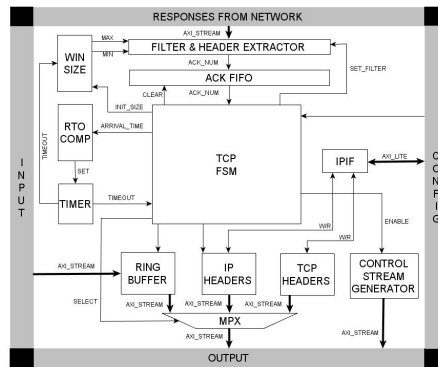 RESPONSES FROM NETWORK
AXI_STREAM
WIN
SIZE
MAX
MIN
FILTER & HEADER EXTRACTOR
ACK_NUM
SET_FILTER
ACK FIFO
CLEAR
ACK_NUM
INIT_SIZE
TIMEOUT
RTO
COMP
ARRIVAL_TIME
TCP
FSM
IPIF
AXI_LITE
INPUT
CONFIG
SET
TIMER
TIMEOUT
W/R
W/R
ENABLE
AXI_STREAM
RING
BUFFER
IP
HEADERS
TCP
HEADERS
CONTROL
STREAM
GENERATOR
SELECT
AXI_STREAM
AXI_STREAM
AXI_STREAM
MPX
AXI_STREAM
AXI_STREAM
OUTPUT